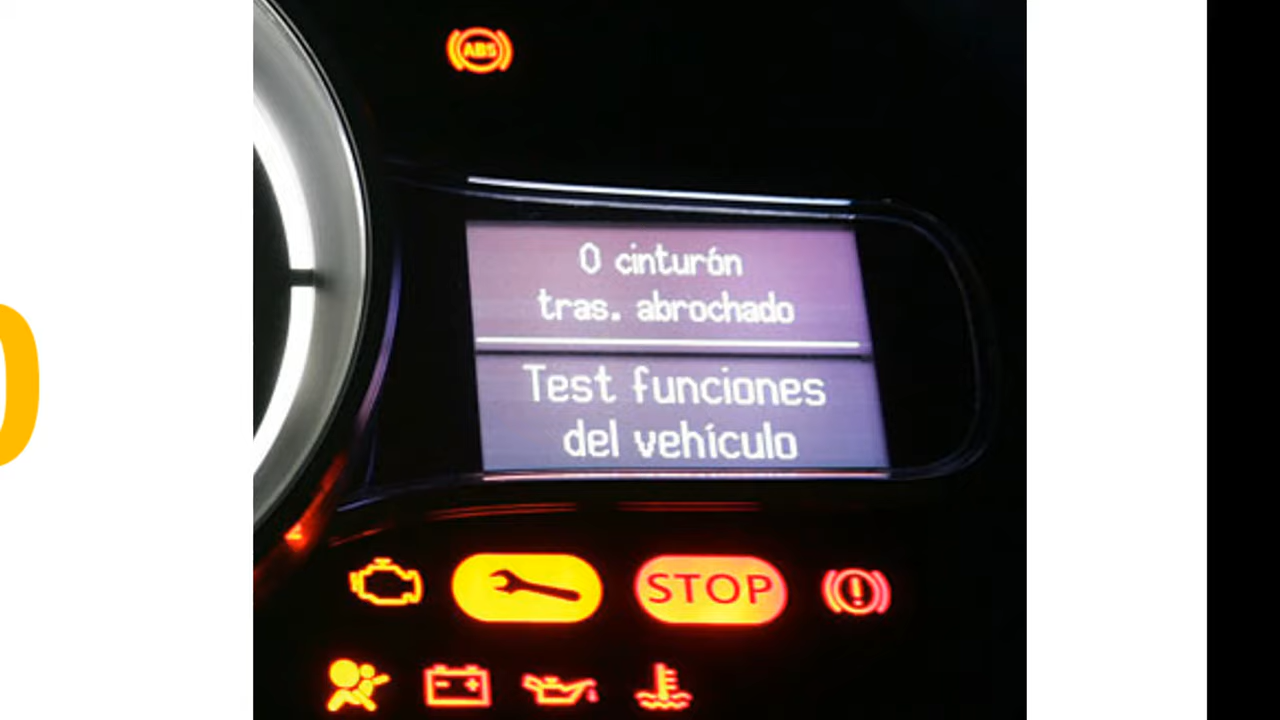 ABS
0 cinturón
tras. abrochado
Test funciones
del vehículo
STOP